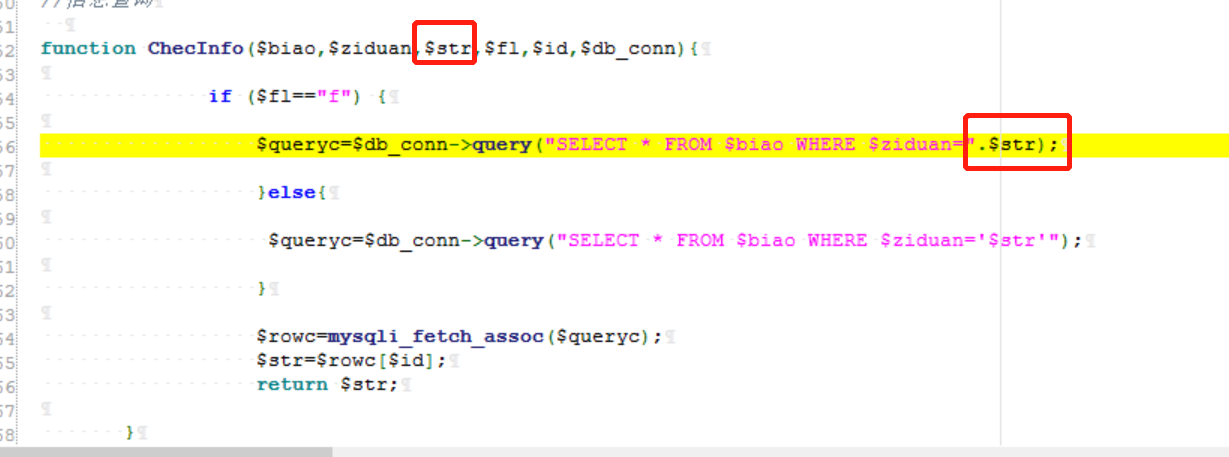 //信息查询
51
52 function ChecInfo($biao,$ziduan,$str,$fl,$id,$db_conn){
53
54 if ($fl=="f") {
55
56 $queryc=$db_conn->query("SELECT * FROM $biao WHERE $ziduan=".$str);
57
58 }else{
59
60 $queryc=$db_conn->query("SELECT * FROM $biao WHERE $ziduan='$str'");
61
62 }
63
64 $rowc=mysqli_fetch_assoc($queryc);
65 $str=$rowc[$id];
66 return $str;
67
68 }